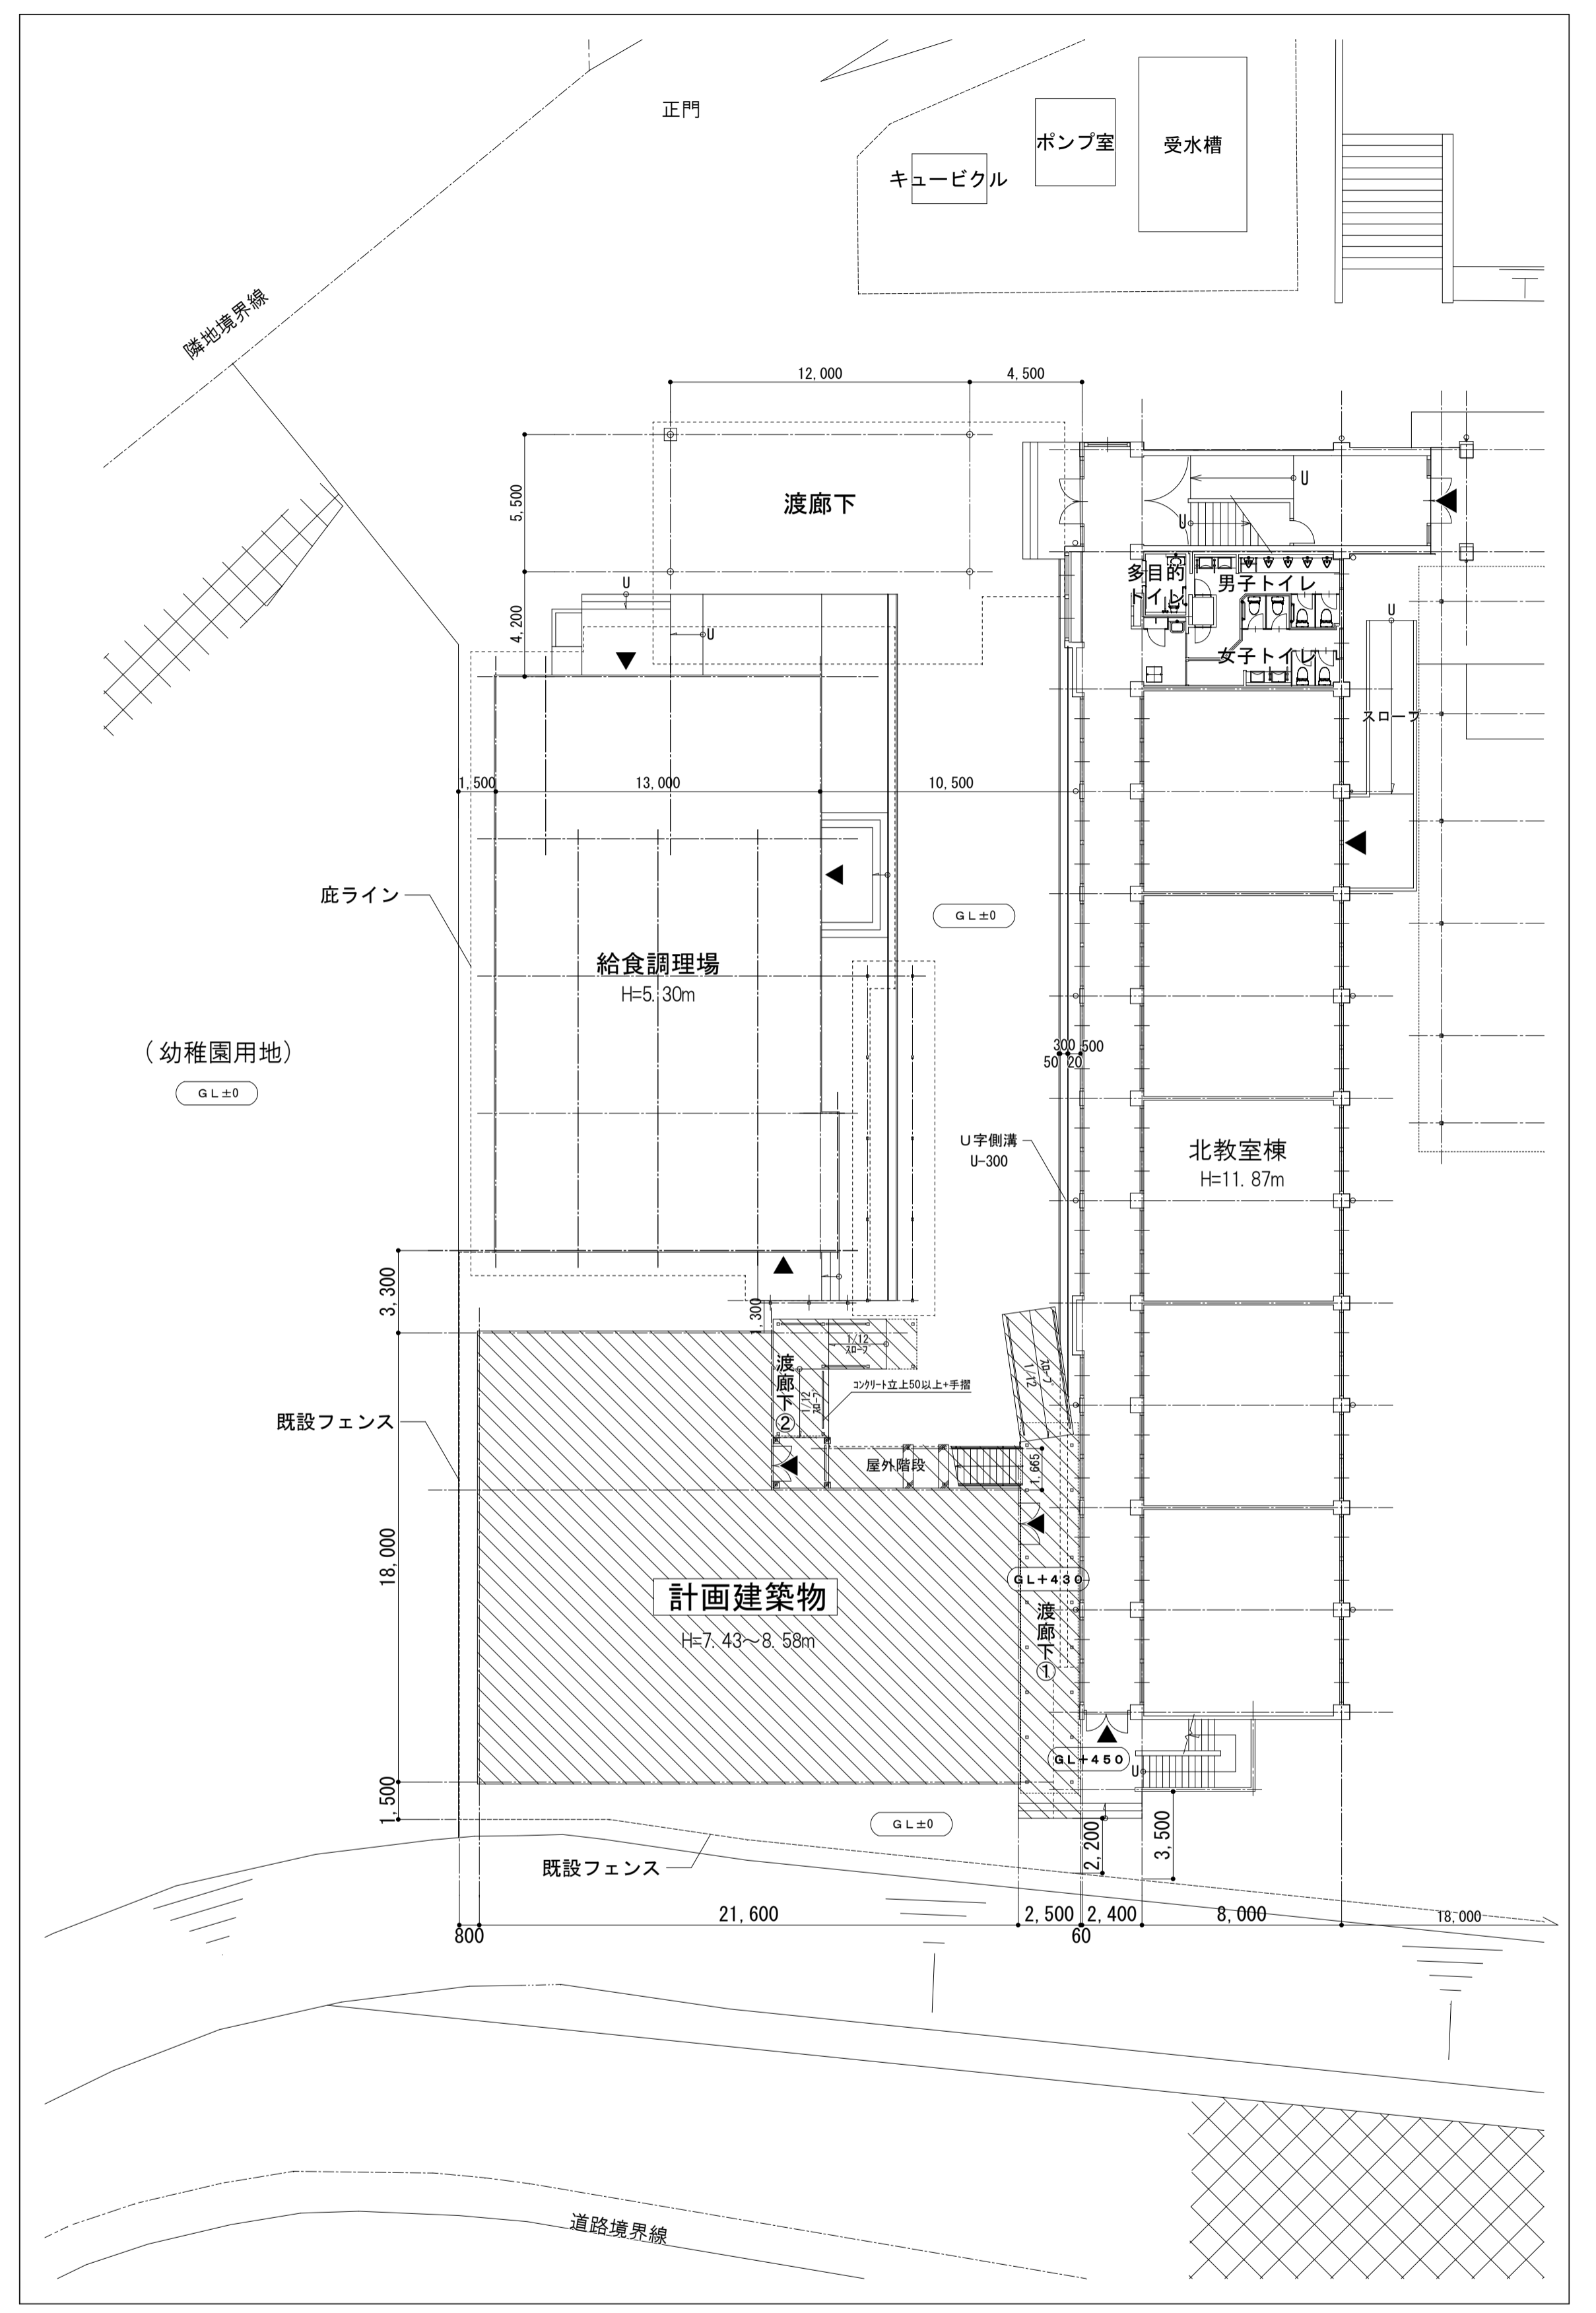 正門
キュービクル
ポンプ室
受水槽
隣地境界線
12,000
4,500
5,500
渡廊下
4,200
U
U
U
U
多目的
トイレ
男子トイレ
女子トイレ
U
スロープ
1,500
13,000
10,500
庇ライン
GL±0
給食調理場
H=5.30m
(幼稚園用地)
GL±0
300
500
50
20
U字側溝
U-300
北教室棟
H=11.87m
3,300
1,300
1/12
スロープ
渡廊下②
1/12
スロープ
コンクリート立上50以上+手摺
1/12
スロープ
既設フェンス
屋外階段
1,665
18,000
GL+430
計画建築物
H=7.43〜8.58m
渡廊下①
GL+450
U
1,500
GL±0
2,200
3,500
既設フェンス
800
21,600
2,500
60
2,400
8,000
18,000
道路境界線